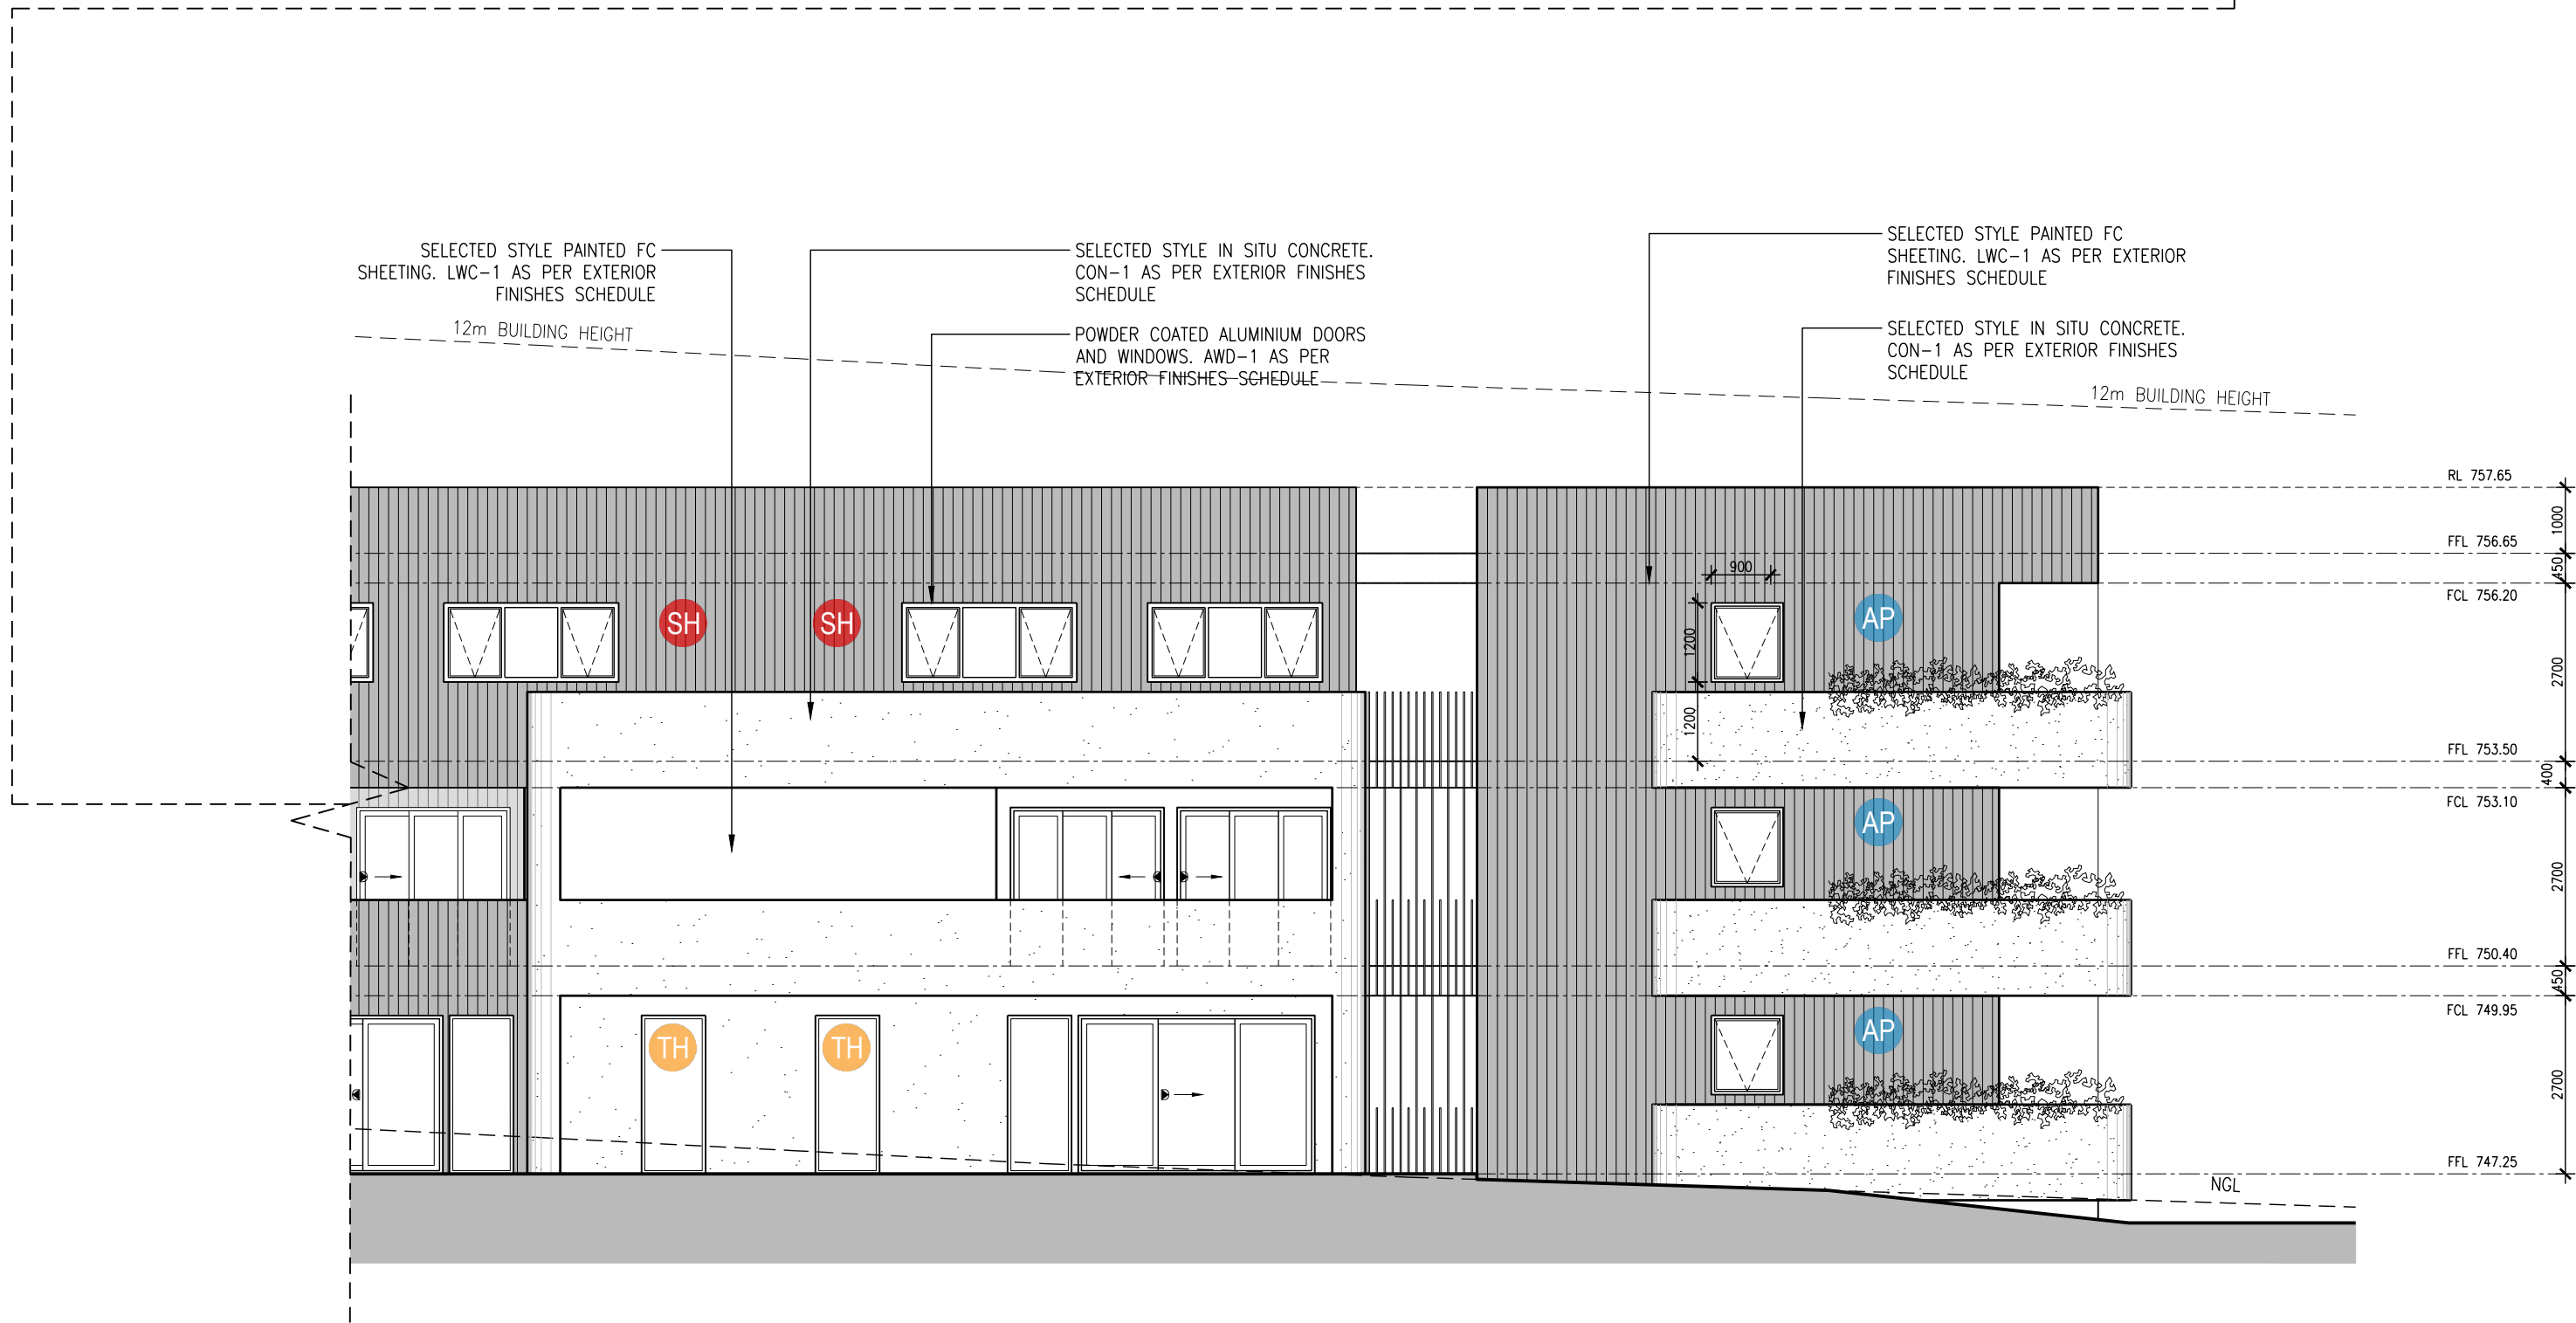 SELECTED STYLE PAINTED FC
SHEETING. LWC-1 AS PER EXTERIOR
FINISHES SCHEDULE
SELECTED STYLE IN SITU CONCRETE.
CON-1 AS PER EXTERIOR FINISHES
SCHEDULE
POWDER COATED ALUMINIUM DOORS
AND WINDOWS. AWD-1 AS PER
EXTERIOR FINISHES SCHEDULE
SELECTED STYLE PAINTED FC
SHEETING. LWC-1 AS PER EXTERIOR
FINISHES SCHEDULE
SELECTED STYLE IN SITU CONCRETE.
CON-1 AS PER EXTERIOR FINISHES
SCHEDULE
12m BUILDING HEIGHT
12m BUILDING HEIGHT
RL 757.65
1000
FFL 756.65
450
FCL 756.20
900
SH
SH
AP
1200
2700
1200
FFL 753.50
400
FCL 753.10
AP
2700
FFL 750.40
450
FCL 749.95
TH
TH
AP
2700
FFL 747.25
NGL